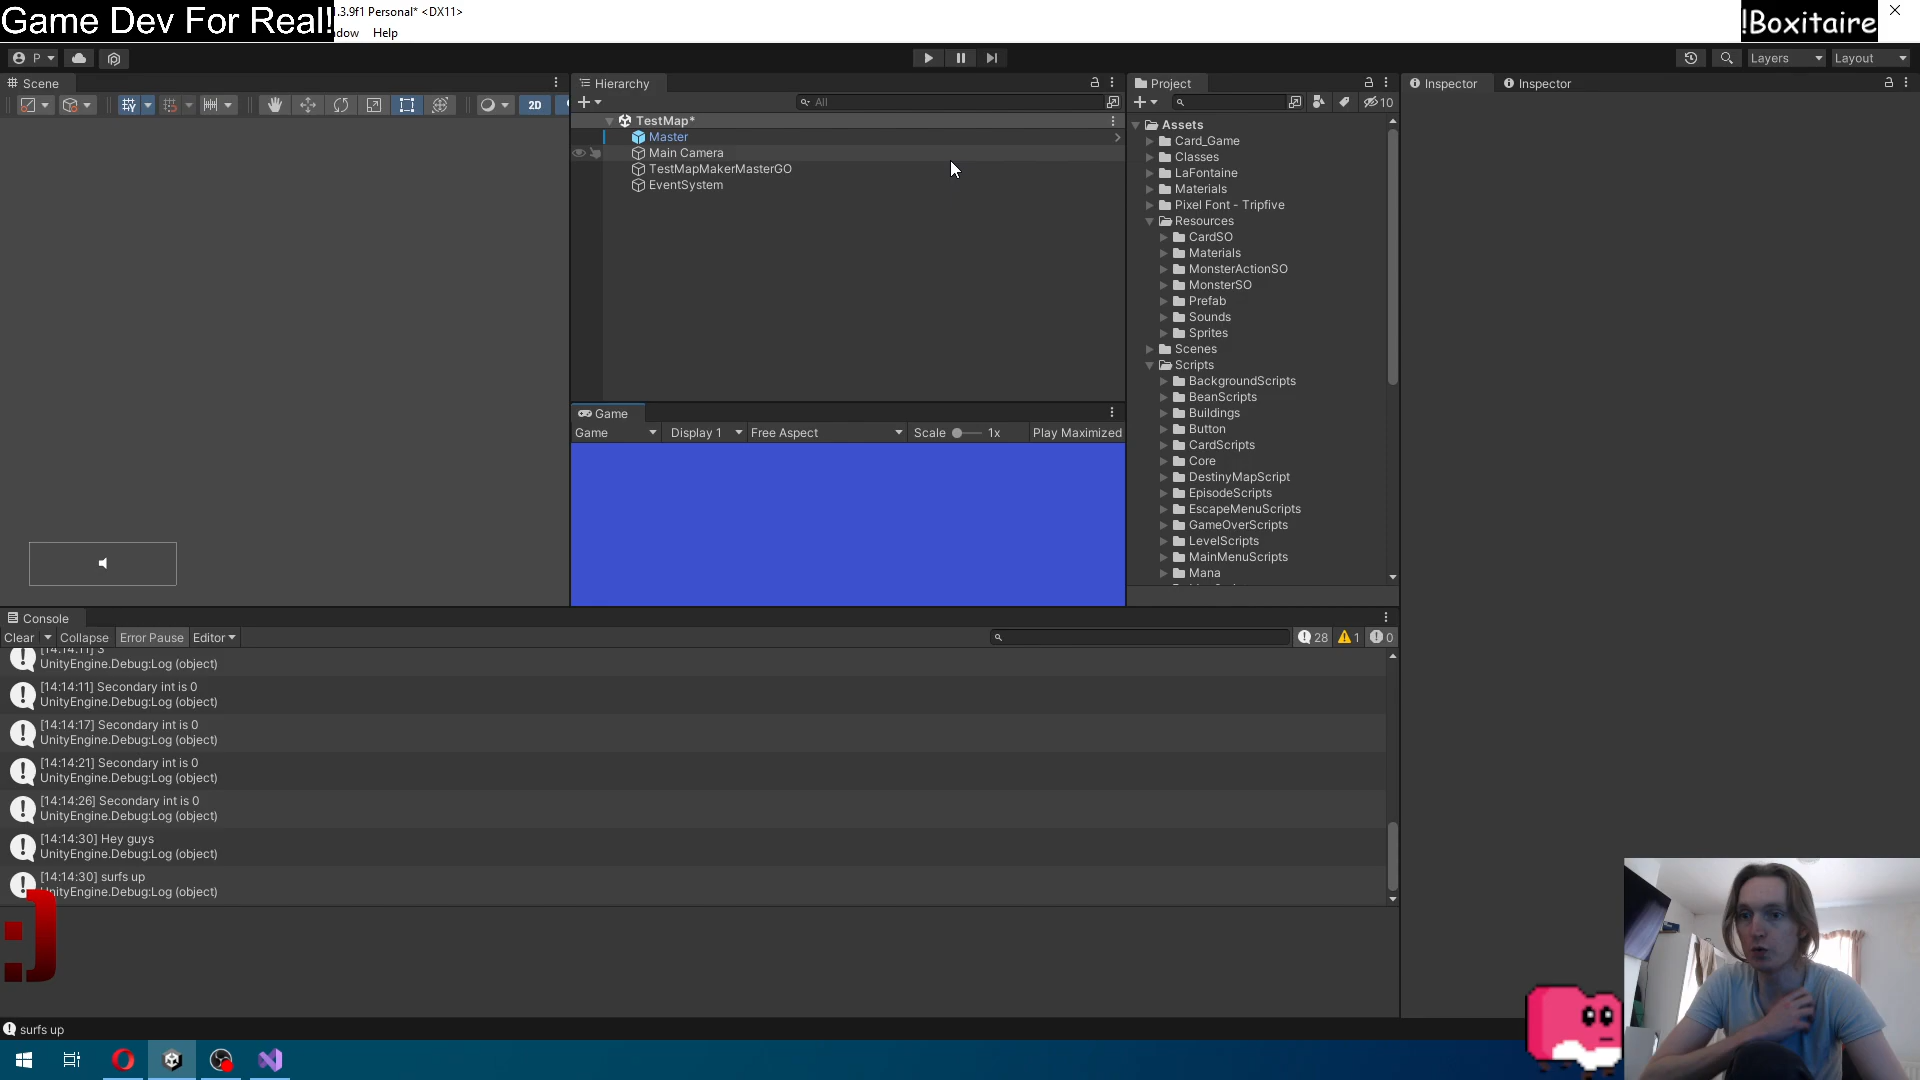 Game Dev For Real!
.3.9f1 Personal* <DX11>
!Boxitaire
dow
Help
P
Layers
Layout
Scene
Hierarchy
Project
Inspector
Inspector
2D
All
10
TestMap*
Master
Main Camera
TestMapMakerMasterGO
EventSystem
Assets
Card_Game
Classes
LaFontaine
Materials
Pixel Font - Tripfive
Resources
CardSO
Materials
MonsterActionSO
MonsterSO
Prefab
Sounds
Sprites
Scenes
Scripts
BackgroundScripts
BeanScripts
Buildings
Button
CardScripts
Core
DestinyMapScript
EpisodeScripts
EscapeMenuScripts
GameOverScripts
LevelScripts
MainMenuScripts
Mana
Game
Game
Display 1
Free Aspect
Scale
1x
Play Maximized
Console
Clear
Collapse
Error Pause
Editor
28
1
0
[14:14:11] 3
UnityEngine.Debug:Log (object)
[14:14:11] Secondary int is 0
UnityEngine.Debug:Log (object)
[14:14:17] Secondary int is 0
UnityEngine.Debug:Log (object)
[14:14:21] Secondary int is 0
UnityEngine.Debug:Log (object)
[14:14:26] Secondary int is 0
UnityEngine.Debug:Log (object)
[14:14:30] Hey guys
UnityEngine.Debug:Log (object)
[14:14:30] surfs up
UnityEngine.Debug:Log (object)
:)
surfs up